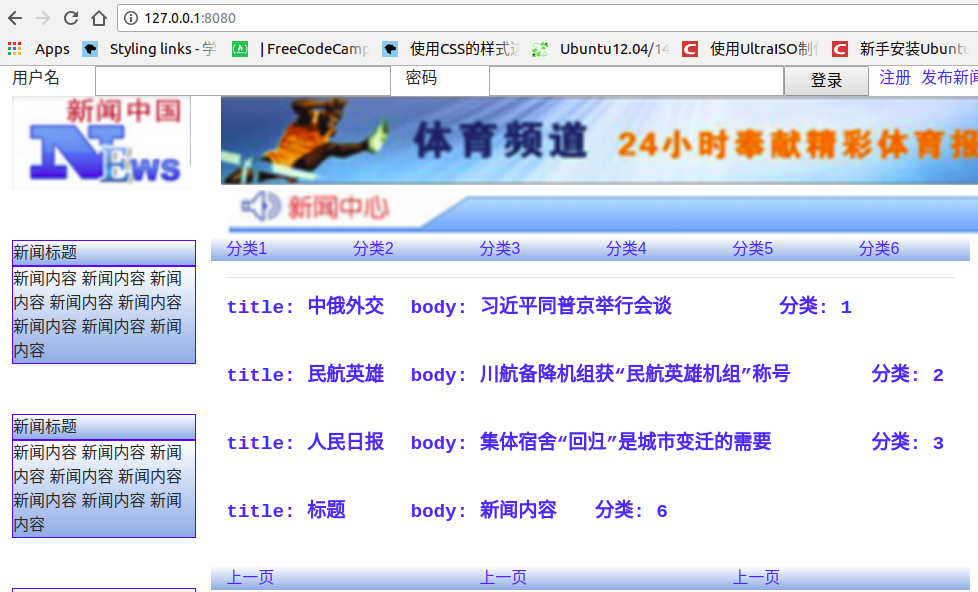 127.0.0.1:8080
Apps Styling links - 学 | FreeCodeCamp 使用CSS的样式 Ubuntu12.04/14 使用UltraISO制 新手安装Ubuntu
用户名 密码 登录 注册 发布新闻
新闻中国
News
体育频道 24小时奉献精彩体育报
新闻中心
分类1 分类2 分类3 分类4 分类5 分类6
新闻标题
新闻内容 新闻内容 新闻
内容 新闻内容 新闻内容
新闻内容 新闻内容 新闻
内容
新闻标题
新闻内容 新闻内容 新闻
内容 新闻内容 新闻内容
新闻内容 新闻内容 新闻
内容
title: 中俄外交 body: 习近平同普京举行会谈 分类: 1
title: 民航英雄 body: 川航备降机组获“民航英雄机组”称号 分类: 2
title: 人民日报 body: 集体宿舍“回归”是城市变迁的需要 分类: 3
title: 标题 body: 新闻内容 分类: 6
上一页 上一页 上一页